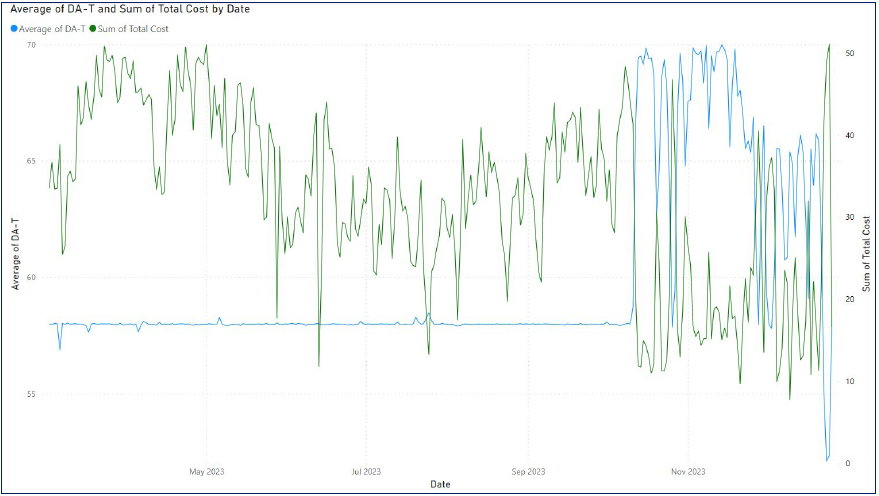 Average of DA-T and Sum of Total Cost by Date
Average of DA-T Sum of Total Cost
70
65
60
55
Average of DA-T
50
40
30
20
10
0
Sum of Total Cost
May 2023 Jul 2023 Sep 2023 Nov 2023
Date